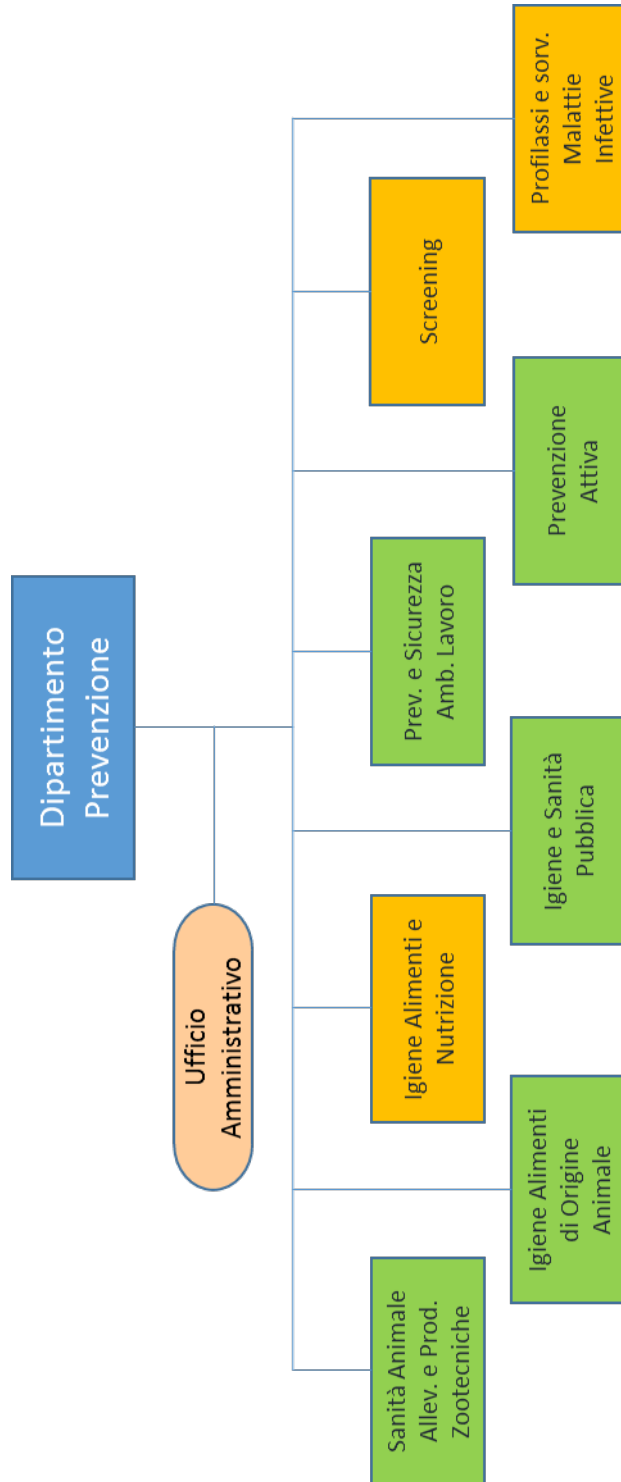 Dipartimento
Prevenzione
Ufficio
Amministrativo
Sanità Animale
Allev. e Prod.
Zootecniche
Igiene Alimenti e
Nutrizione
Prev. e Sicurezza
Amb. Lavoro
Screening
Igiene Alimenti
di Origine
Animale
Igiene e Sanità
Pubblica
Prevenzione
Attiva
Profilassi e sorv.
Malattie
Infettive